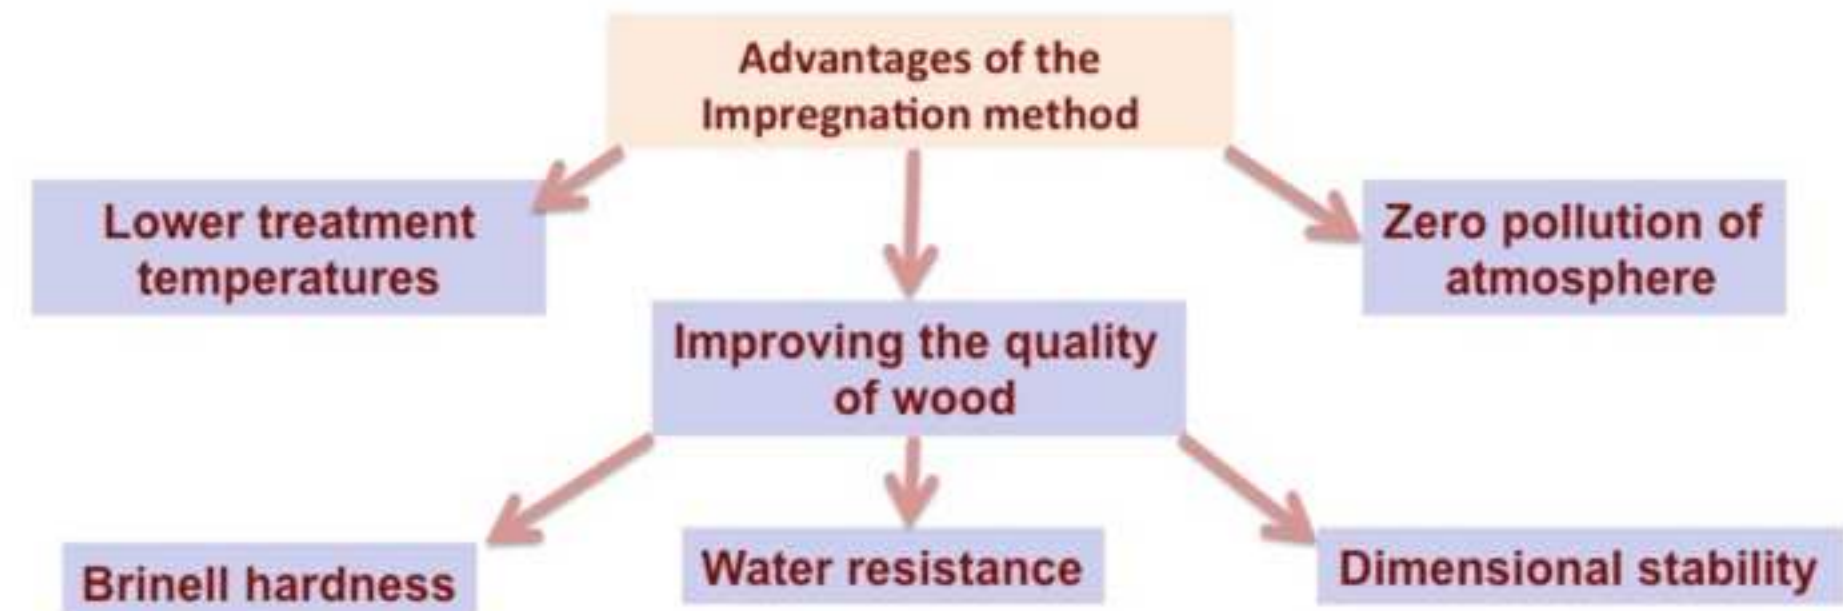 Advantages of the
Impregnation method
Lower treatment
temperatures
Zero pollution of
atmosphere
Improving the quality
of wood
Brinell hardness
Water resistance
Dimensional stability